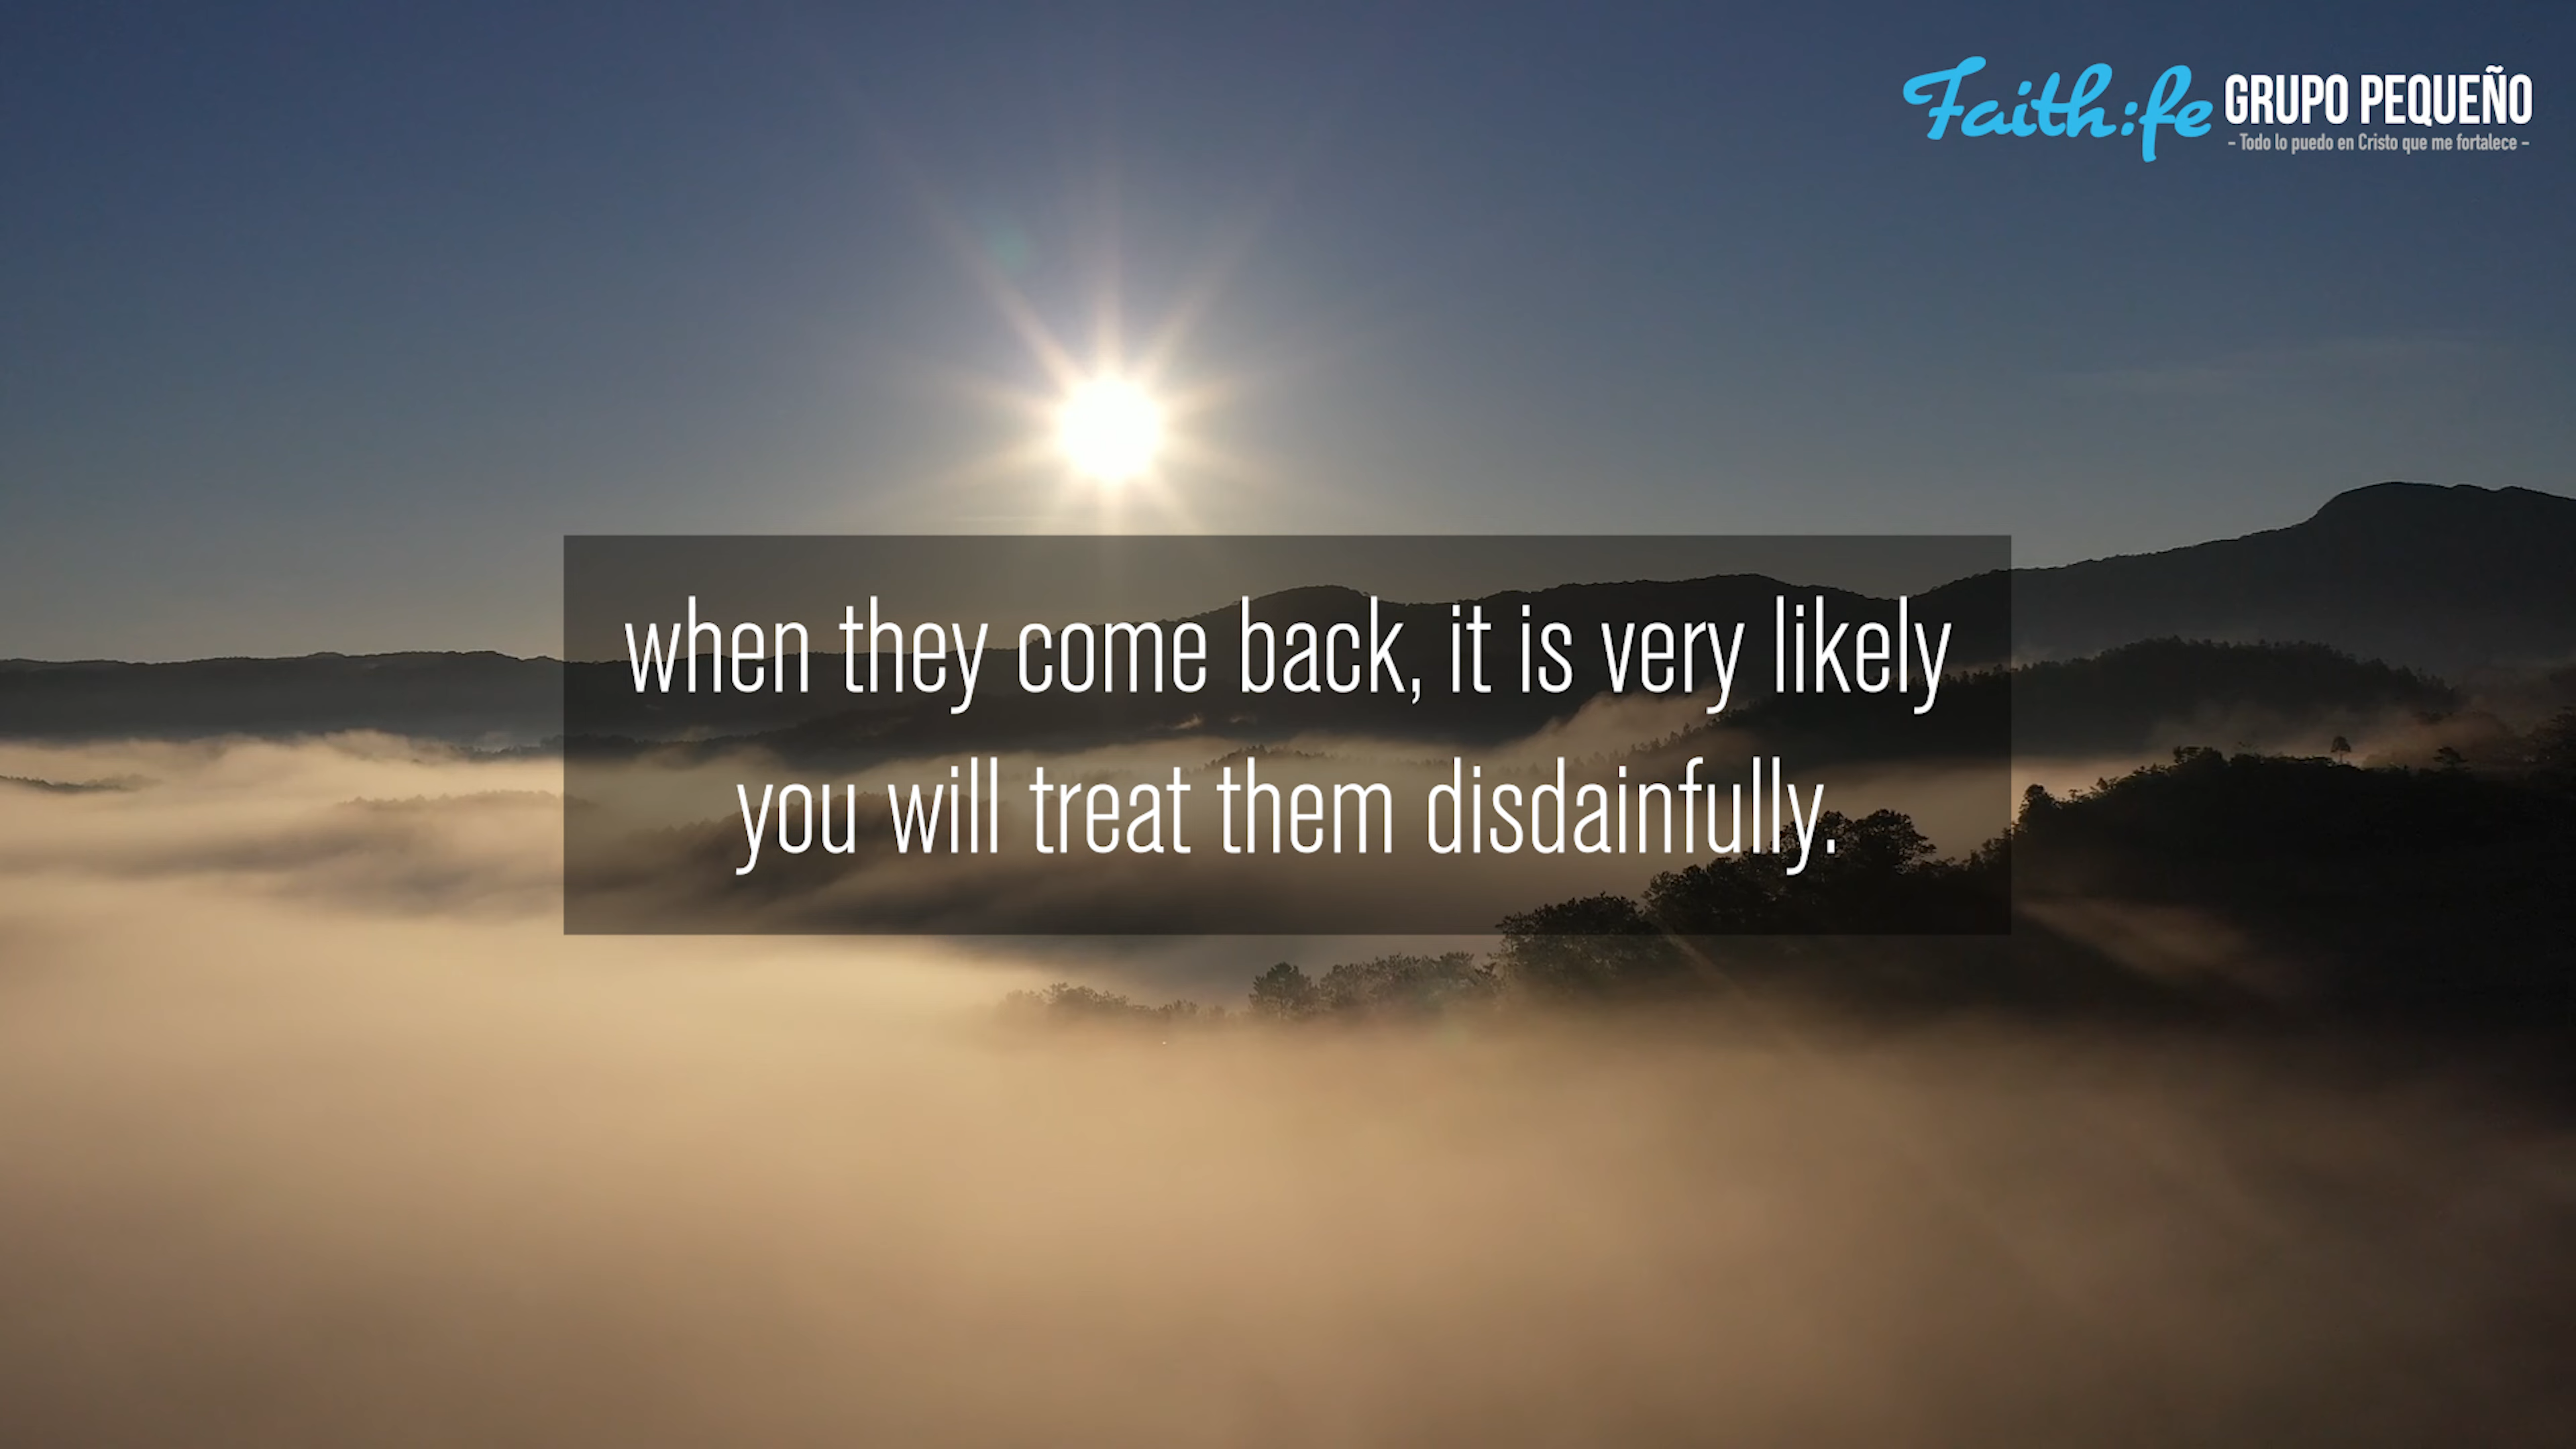 Faith:fe GRUPO PEQUEÑO
- Todo lo puedo en Cristo que me fortalece -
when they come back, it is very likely
you will treat them disdainfully.